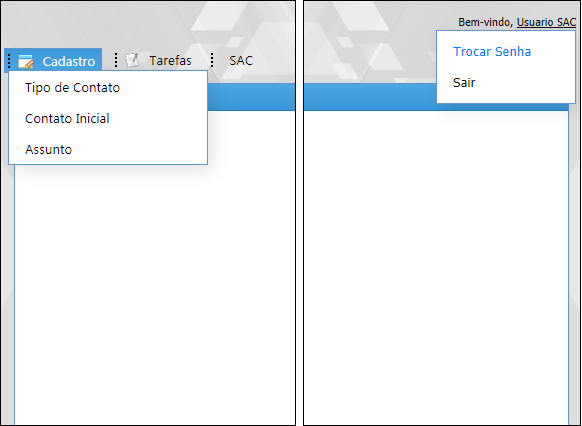 Cadastro
Tarefas
SAC
Tipo de Contato
Contato Inicial
Assunto
Bem-vindo, Usuario SAC
Trocar Senha
Sair